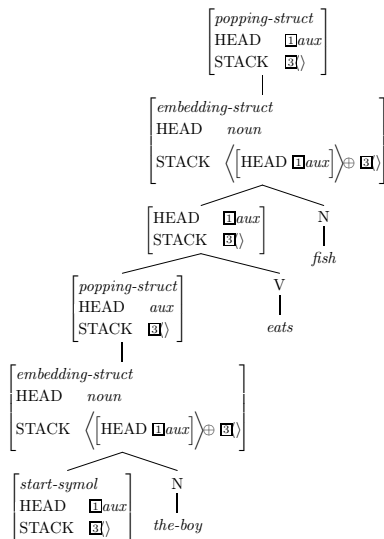 popping-struct
HEAD 1 aux
STACK 3 ⟨⟩
embedding-struct
HEAD noun
STACK ⟨[HEAD 1 aux]⟩ ⊕ 3 ⟨⟩
HEAD 1 aux N
STACK 3 ⟨⟩
fish
popping-struct V
HEAD aux
STACK 3 ⟨⟩ eats
embedding-struct
HEAD noun
STACK ⟨[HEAD 1 aux]⟩ ⊕ 3 ⟨⟩
start-symol N
HEAD 1 aux
STACK 3 ⟨⟩ the-boy